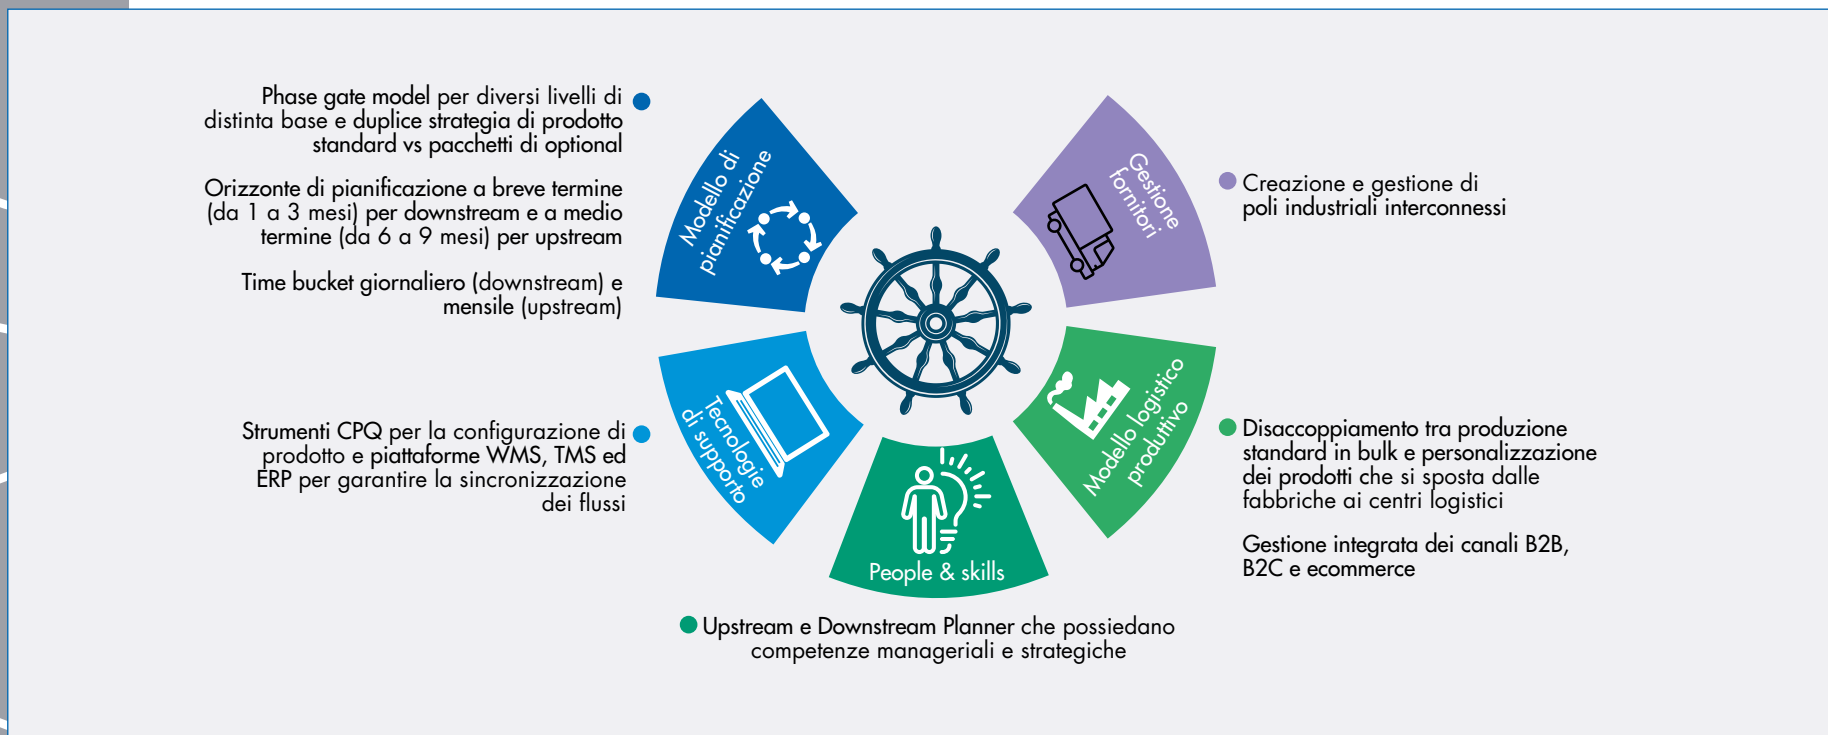 Phase gate model per diversi livelli di
distinta base e duplice strategia di prodotto
standard vs pacchetti di optional
Orizzonte di pianificazione a breve termine
(da 1 a 3 mesi) per downstream e a medio
termine (da 6 a 9 mesi) per upstream
Time bucket giornaliero (downstream) e
mensile (upstream)
Modello di
pianificazione
Gestione
fornitori
Creazione e gestione di
poli industriali interconnessi
Strumenti CPQ per la configurazione di
prodotto e piattaforme WMS, TMS ed
ERP per garantire la sincronizzazione
dei flussi
Tecnologie
di supporto
Modello logistico
produttivo
Disaccoppiamento tra produzione
standard in bulk e personalizzazione
dei prodotti che si sposta dalle
fabbriche ai centri logistici
Gestione integrata dei canali B2B,
B2C e ecommerce
People & skills
Upstream e Downstream Planner che possiedano
competenze manageriali e strategiche